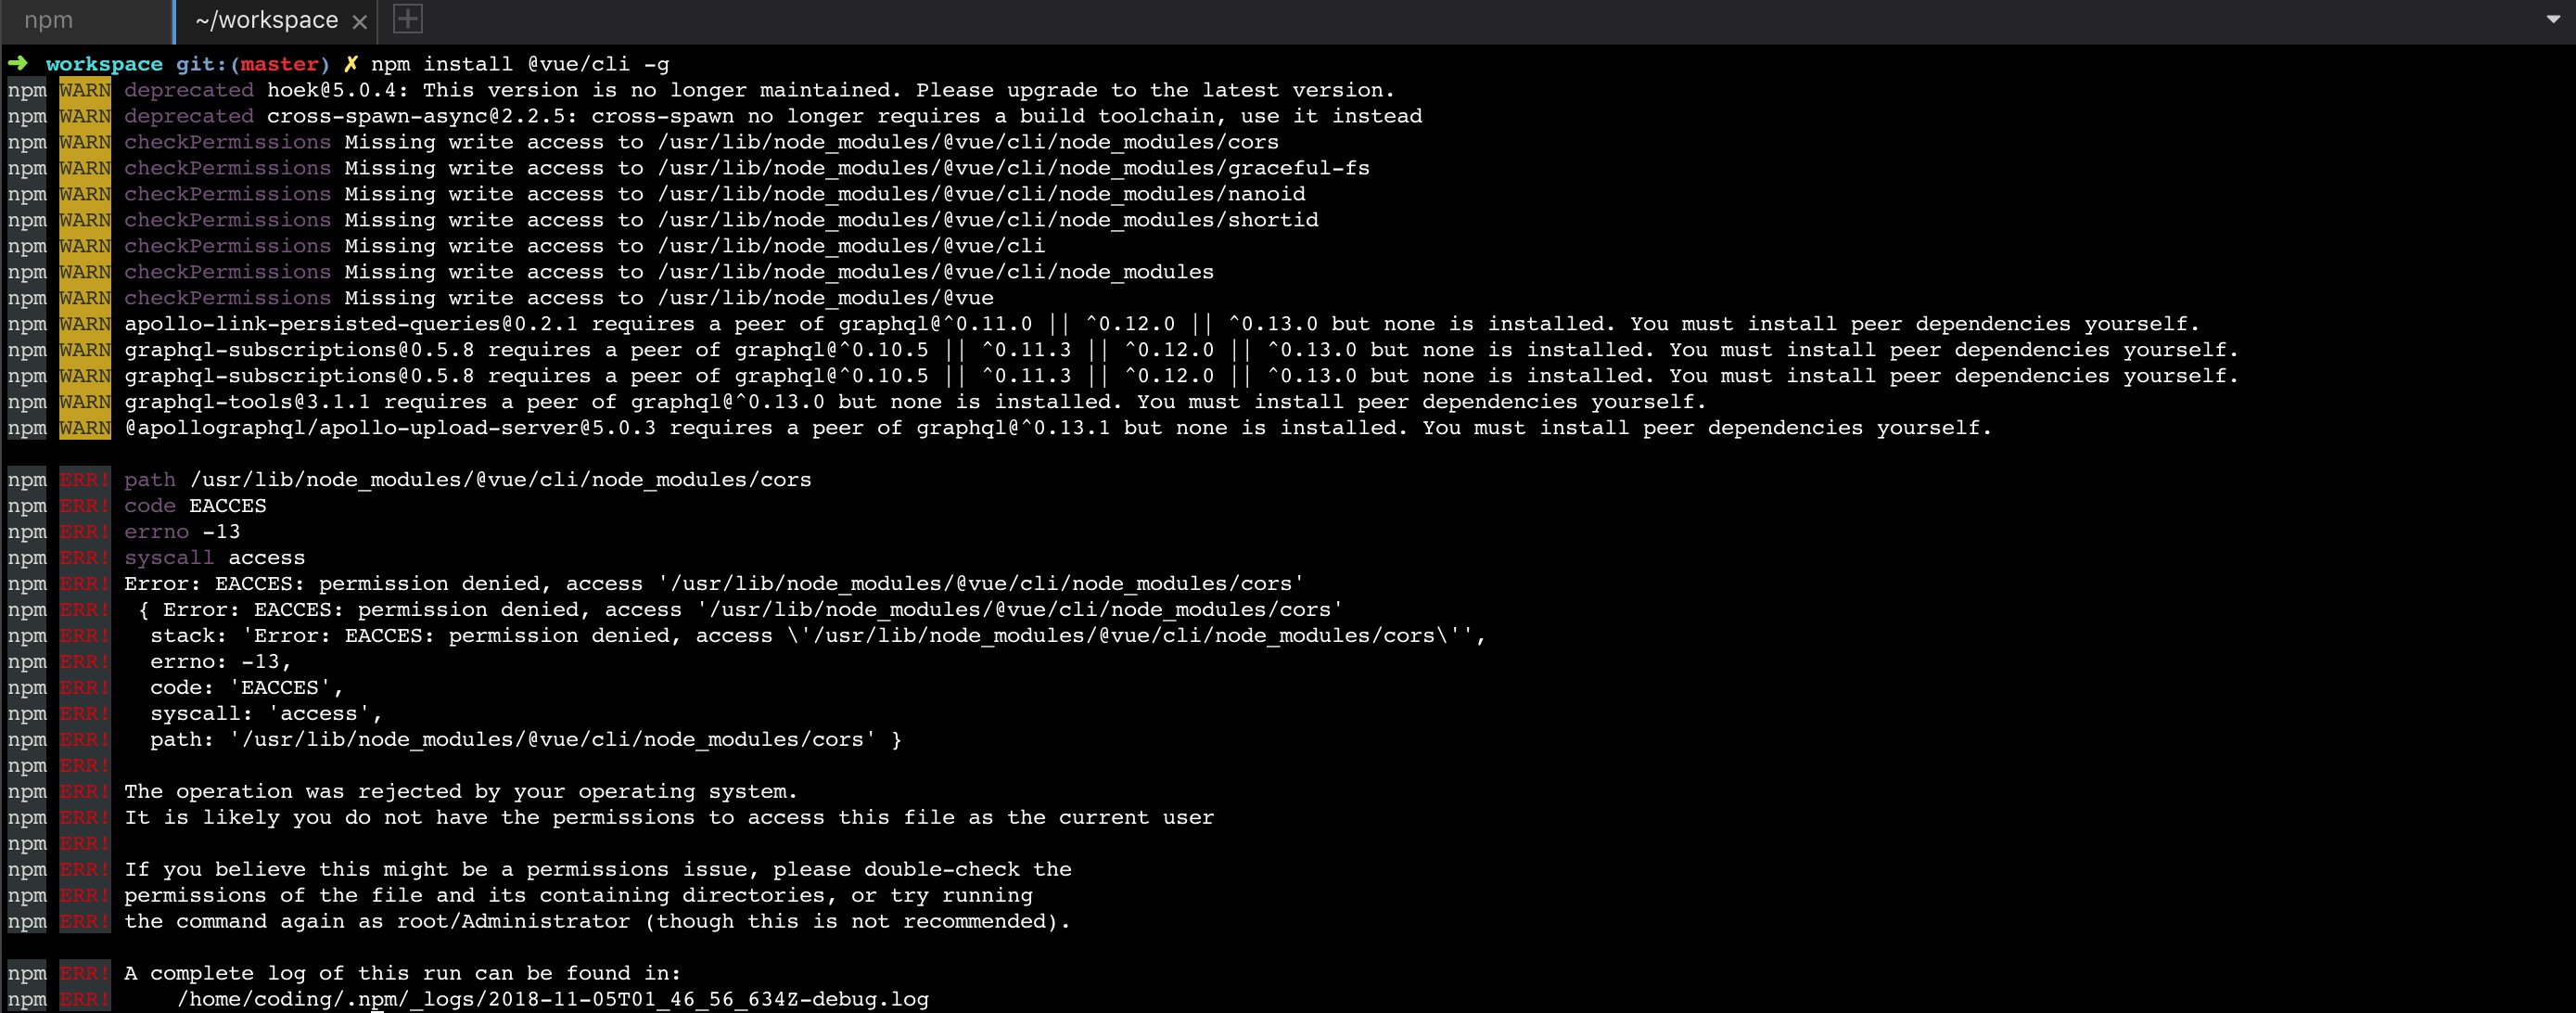 npm
~/workspace ×
➜ workspace git:(master) ✗ npm install @vue/cli -g
npm WARN deprecated hoek@5.0.4: This version is no longer maintained. Please upgrade to the latest version.
npm WARN deprecated cross-spawn-async@2.2.5: cross-spawn no longer requires a build toolchain, use it instead
npm WARN checkPermissions Missing write access to /usr/lib/node_modules/@vue/cli/node_modules/cors
npm WARN checkPermissions Missing write access to /usr/lib/node_modules/@vue/cli/node_modules/graceful-fs
npm WARN checkPermissions Missing write access to /usr/lib/node_modules/@vue/cli/node_modules/nanoid
npm WARN checkPermissions Missing write access to /usr/lib/node_modules/@vue/cli/node_modules/shortid
npm WARN checkPermissions Missing write access to /usr/lib/node_modules/@vue/cli
npm WARN checkPermissions Missing write access to /usr/lib/node_modules/@vue/cli/node_modules
npm WARN checkPermissions Missing write access to /usr/lib/node_modules/@vue
npm WARN apollo-link-persisted-queries@0.2.1 requires a peer of graphql@^0.11.0 || ^0.12.0 || ^0.13.0 but none is installed. You must install peer dependencies yourself.
npm WARN graphql-subscriptions@0.5.8 requires a peer of graphql@^0.10.5 || ^0.11.3 || ^0.12.0 || ^0.13.0 but none is installed. You must install peer dependencies yourself.
npm WARN graphql-subscriptions@0.5.8 requires a peer of graphql@^0.10.5 || ^0.11.3 || ^0.12.0 || ^0.13.0 but none is installed. You must install peer dependencies yourself.
npm WARN graphql-tools@3.1.1 requires a peer of graphql@^0.13.0 but none is installed. You must install peer dependencies yourself.
npm WARN @apollographql/apollo-upload-server@5.0.3 requires a peer of graphql@^0.13.1 but none is installed. You must install peer dependencies yourself.
npm ERR! path /usr/lib/node_modules/@vue/cli/node_modules/cors
npm ERR! code EACCES
npm ERR! errno -13
npm ERR! syscall access
npm ERR! Error: EACCES: permission denied, access '/usr/lib/node_modules/@vue/cli/node_modules/cors'
npm ERR!  { Error: EACCES: permission denied, access '/usr/lib/node_modules/@vue/cli/node_modules/cors'
npm ERR!   stack: 'Error: EACCES: permission denied, access \'/usr/lib/node_modules/@vue/cli/node_modules/cors\'',
npm ERR!   errno: -13,
npm ERR!   code: 'EACCES',
npm ERR!   syscall: 'access',
npm ERR!   path: '/usr/lib/node_modules/@vue/cli/node_modules/cors' }
npm ERR!
npm ERR! The operation was rejected by your operating system.
npm ERR! It is likely you do not have the permissions to access this file as the current user
npm ERR!
npm ERR! If you believe this might be a permissions issue, please double-check the
npm ERR! permissions of the file and its containing directories, or try running
npm ERR! the command again as root/Administrator (though this is not recommended).
npm ERR! A complete log of this run can be found in:
npm ERR!     /home/coding/.npm/_logs/2018-11-05T01_46_56_634Z-debug.log